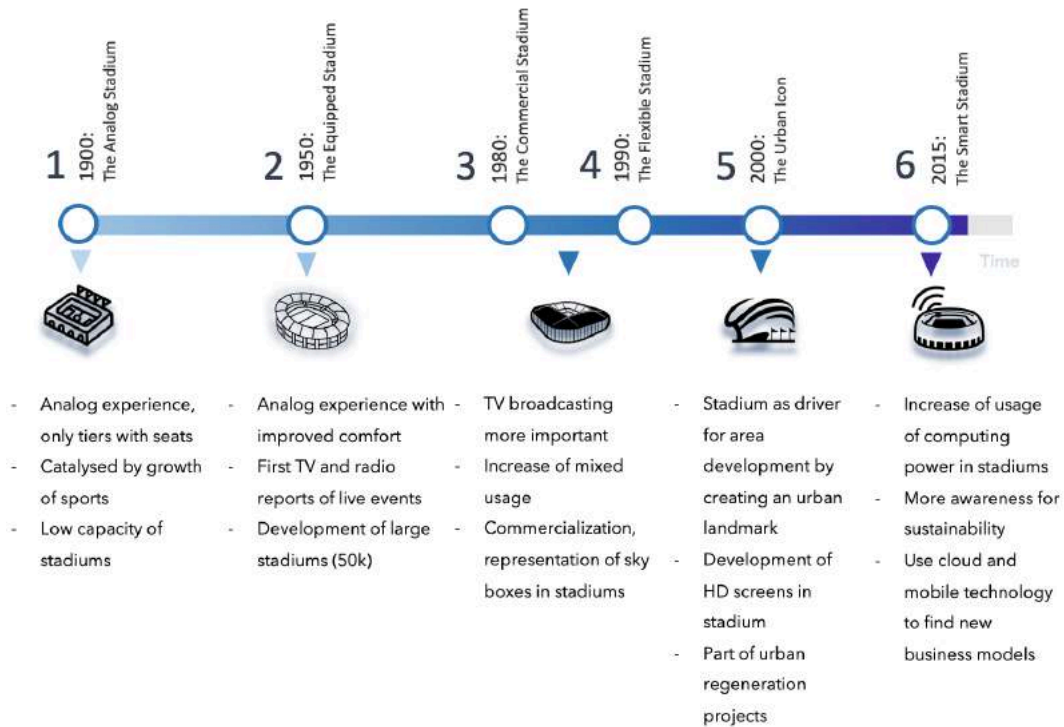 1
1900:
The Analog Stadium
2
1950:
The Equipped Stadium
3
1980:
The Commercial Stadium
4
1990:
The Flexible Stadium
5
2000:
The Urban Icon
6
2015:
The Smart Stadium
Time
- Analog experience,
only tiers with seats
- Catalysed by growth
of sports
- Low capacity of
stadiums
- Analog experience with
improved comfort
- First TV and radio
reports of live events
- Development of large
stadiums (50k)
- TV broadcasting
more important
- Increase of mixed
usage
- Commercialization,
representation of sky
boxes in stadiums
- Stadium as driver
for area
development by
creating an urban
landmark
- Development of
HD screens in
stadium
- Part of urban
regeneration
projects
- Increase of usage
of computing
power in stadiums
- More awareness for
sustainability
- Use cloud and
mobile technology
to find new
business models